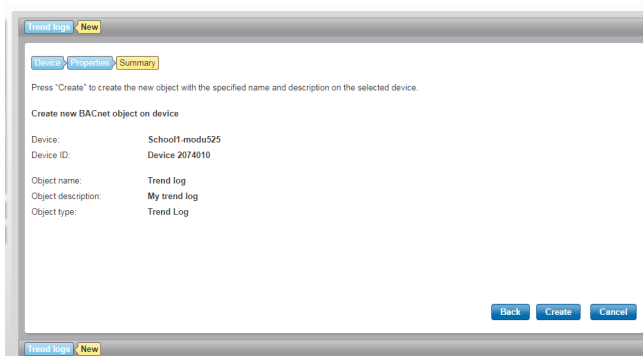 Trend logs New
Device Properties Summary
Press "Create" to create the new object with the specified name and description on the selected device.
Create new BACnet object on device
Device: School1-modu525
Device ID: Device 2074010
Object name: Trend log
Object description: My trend log
Object type: Trend Log
Back Create Cancel
Trend logs New